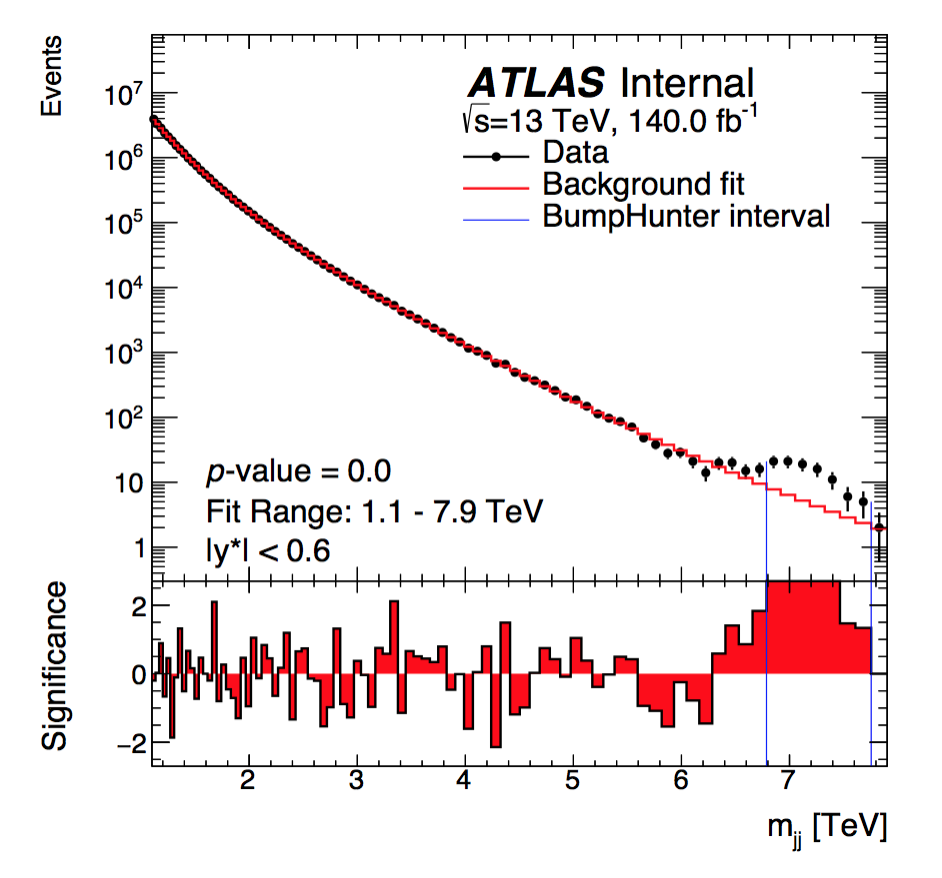 Events
10⁷
10⁶
10⁵
10⁴
10³
10²
10
1
ATLAS Internal
√s=13 TeV, 140.0 fb⁻¹
Data
Background fit
BumpHunter interval
p-value = 0.0
Fit Range: 1.1 - 7.9 TeV
|y*| < 0.6
Significance
2
0
−2
2 3 4 5 6 7
m_jj [TeV]